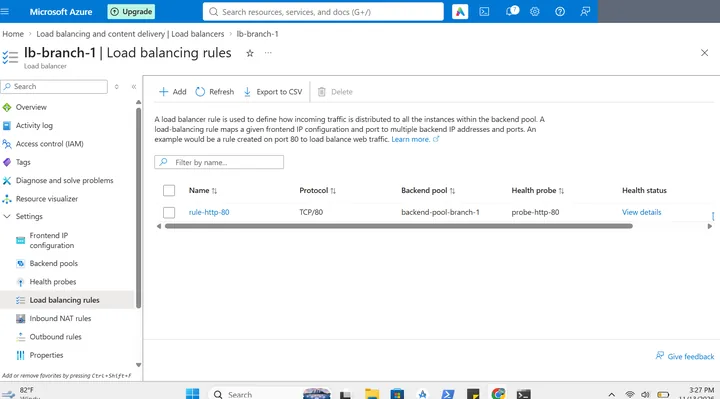 Microsoft Azure
Upgrade
Search resources, services, and docs (G+/)
7
Home > Load balancing and content delivery | Load balancers > lb-branch-1
lb-branch-1 | Load balancing rules
Load balancer
Search
Overview
Activity log
Access control (IAM)
Tags
Diagnose and solve problems
Resource visualizer
Settings
Frontend IP
configuration
Backend pools
Health probes
Load balancing rules
Inbound NAT rules
Outbound rules
Properties
Add or remove favorites by pressing Ctrl+Shift+F
Add Refresh Export to CSV Delete
A load balancer rule is used to define how incoming traffic is distributed to all the instances within the backend pool. A
load-balancing rule maps a given frontend IP configuration and port to multiple backend IP addresses and ports. An
example would be a rule created on port 80 to load balance web traffic. Learn more.
Filter by name...
Name Protocol Backend pool Health probe Health status
rule-http-80 TCP/80 backend-pool-branch-1 probe-http-80 View details
Give feedback
82°F
Windy
Search
3:27 PM